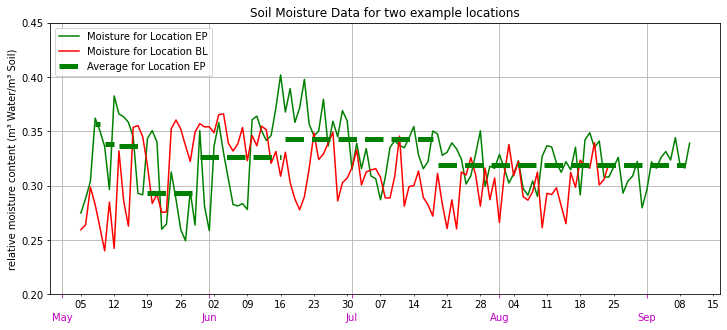 Soil Moisture Data for two example locations
0.45
Moisture for Location EP
Moisture for Location BL
Average for Location EP
0.40
0.35
0.30
0.25
0.20
relative moisture content (m³ Water/m³ Soil)
05 12 19 26 02 09 16 23 30 07 14 21 28 04 11 18 25 08 15
May Jun Jul Aug Sep